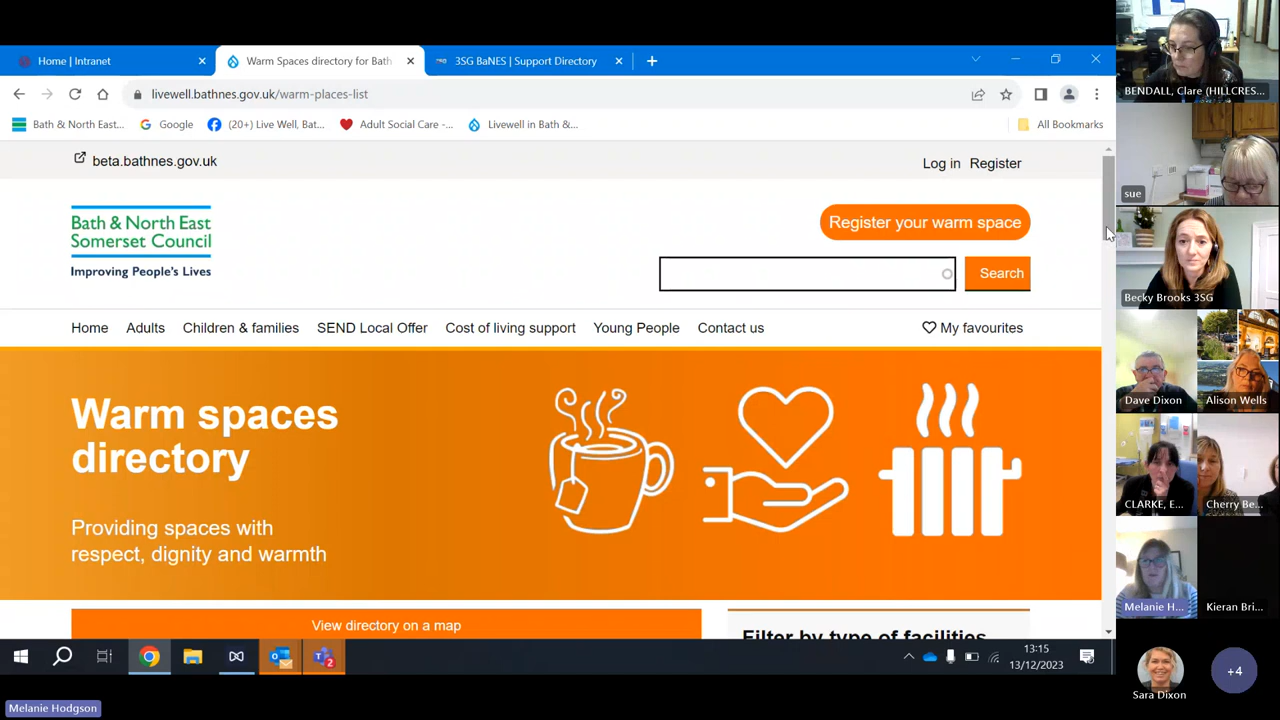 Home | Intranet
Warm Spaces directory for Bath
3SG BaNES | Support Directory
livewell.bathnes.gov.uk/warm-places-list
Bath & North East...
Google
(20+) Live Well, Bat...
Adult Social Care -...
Livewell in Bath &...
All Bookmarks
beta.bathnes.gov.uk
Log in Register
Bath & North East
Somerset Council
Improving People's Lives
Register your warm space
Search
Home Adults Children & families SEND Local Offer Cost of living support Young People Contact us
My favourites
Warm spaces
directory
Providing spaces with
respect, dignity and warmth
View directory on a map
Filter by type of facilities
2
13:15
13/12/2023
Melanie Hodgson
BENDALL, Clare (HILLCRES...
sue
Becky Brooks 3SG
Dave Dixon
Alison Wells
CLARKE, E...
Cherry Be...
Melanie H...
Kieran Bri...
Sara Dixon
+4